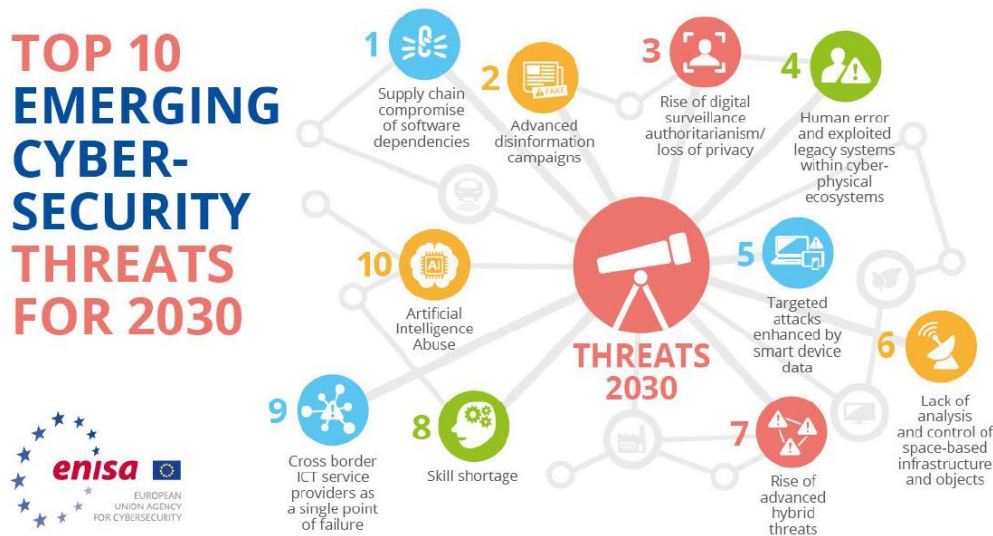 TOP 10
EMERGING
CYBER-
SECURITY
THREATS
FOR 2030
1
Supply chain
compromise
of software
dependencies
2
FAKE
Advanced
disinformation
campaigns
3
Rise of digital
surveillance
authoritarianism/
loss of privacy
4
Human error
and exploited
legacy systems
within cyber-
physical
ecosystems
5
Targeted
attacks
enhanced by
smart device
data
6
Lack of
analysis
and control of
space-based
infrastructure
and objects
7
Rise of
advanced
hybrid
threats
8
Skill shortage
9
Cross border
ICT service
providers as
a single point
of failure
10
AI
Artificial
Intelligence
Abuse
THREATS
2030
enisa
EUROPEAN
UNION AGENCY
FOR CYBERSECURITY